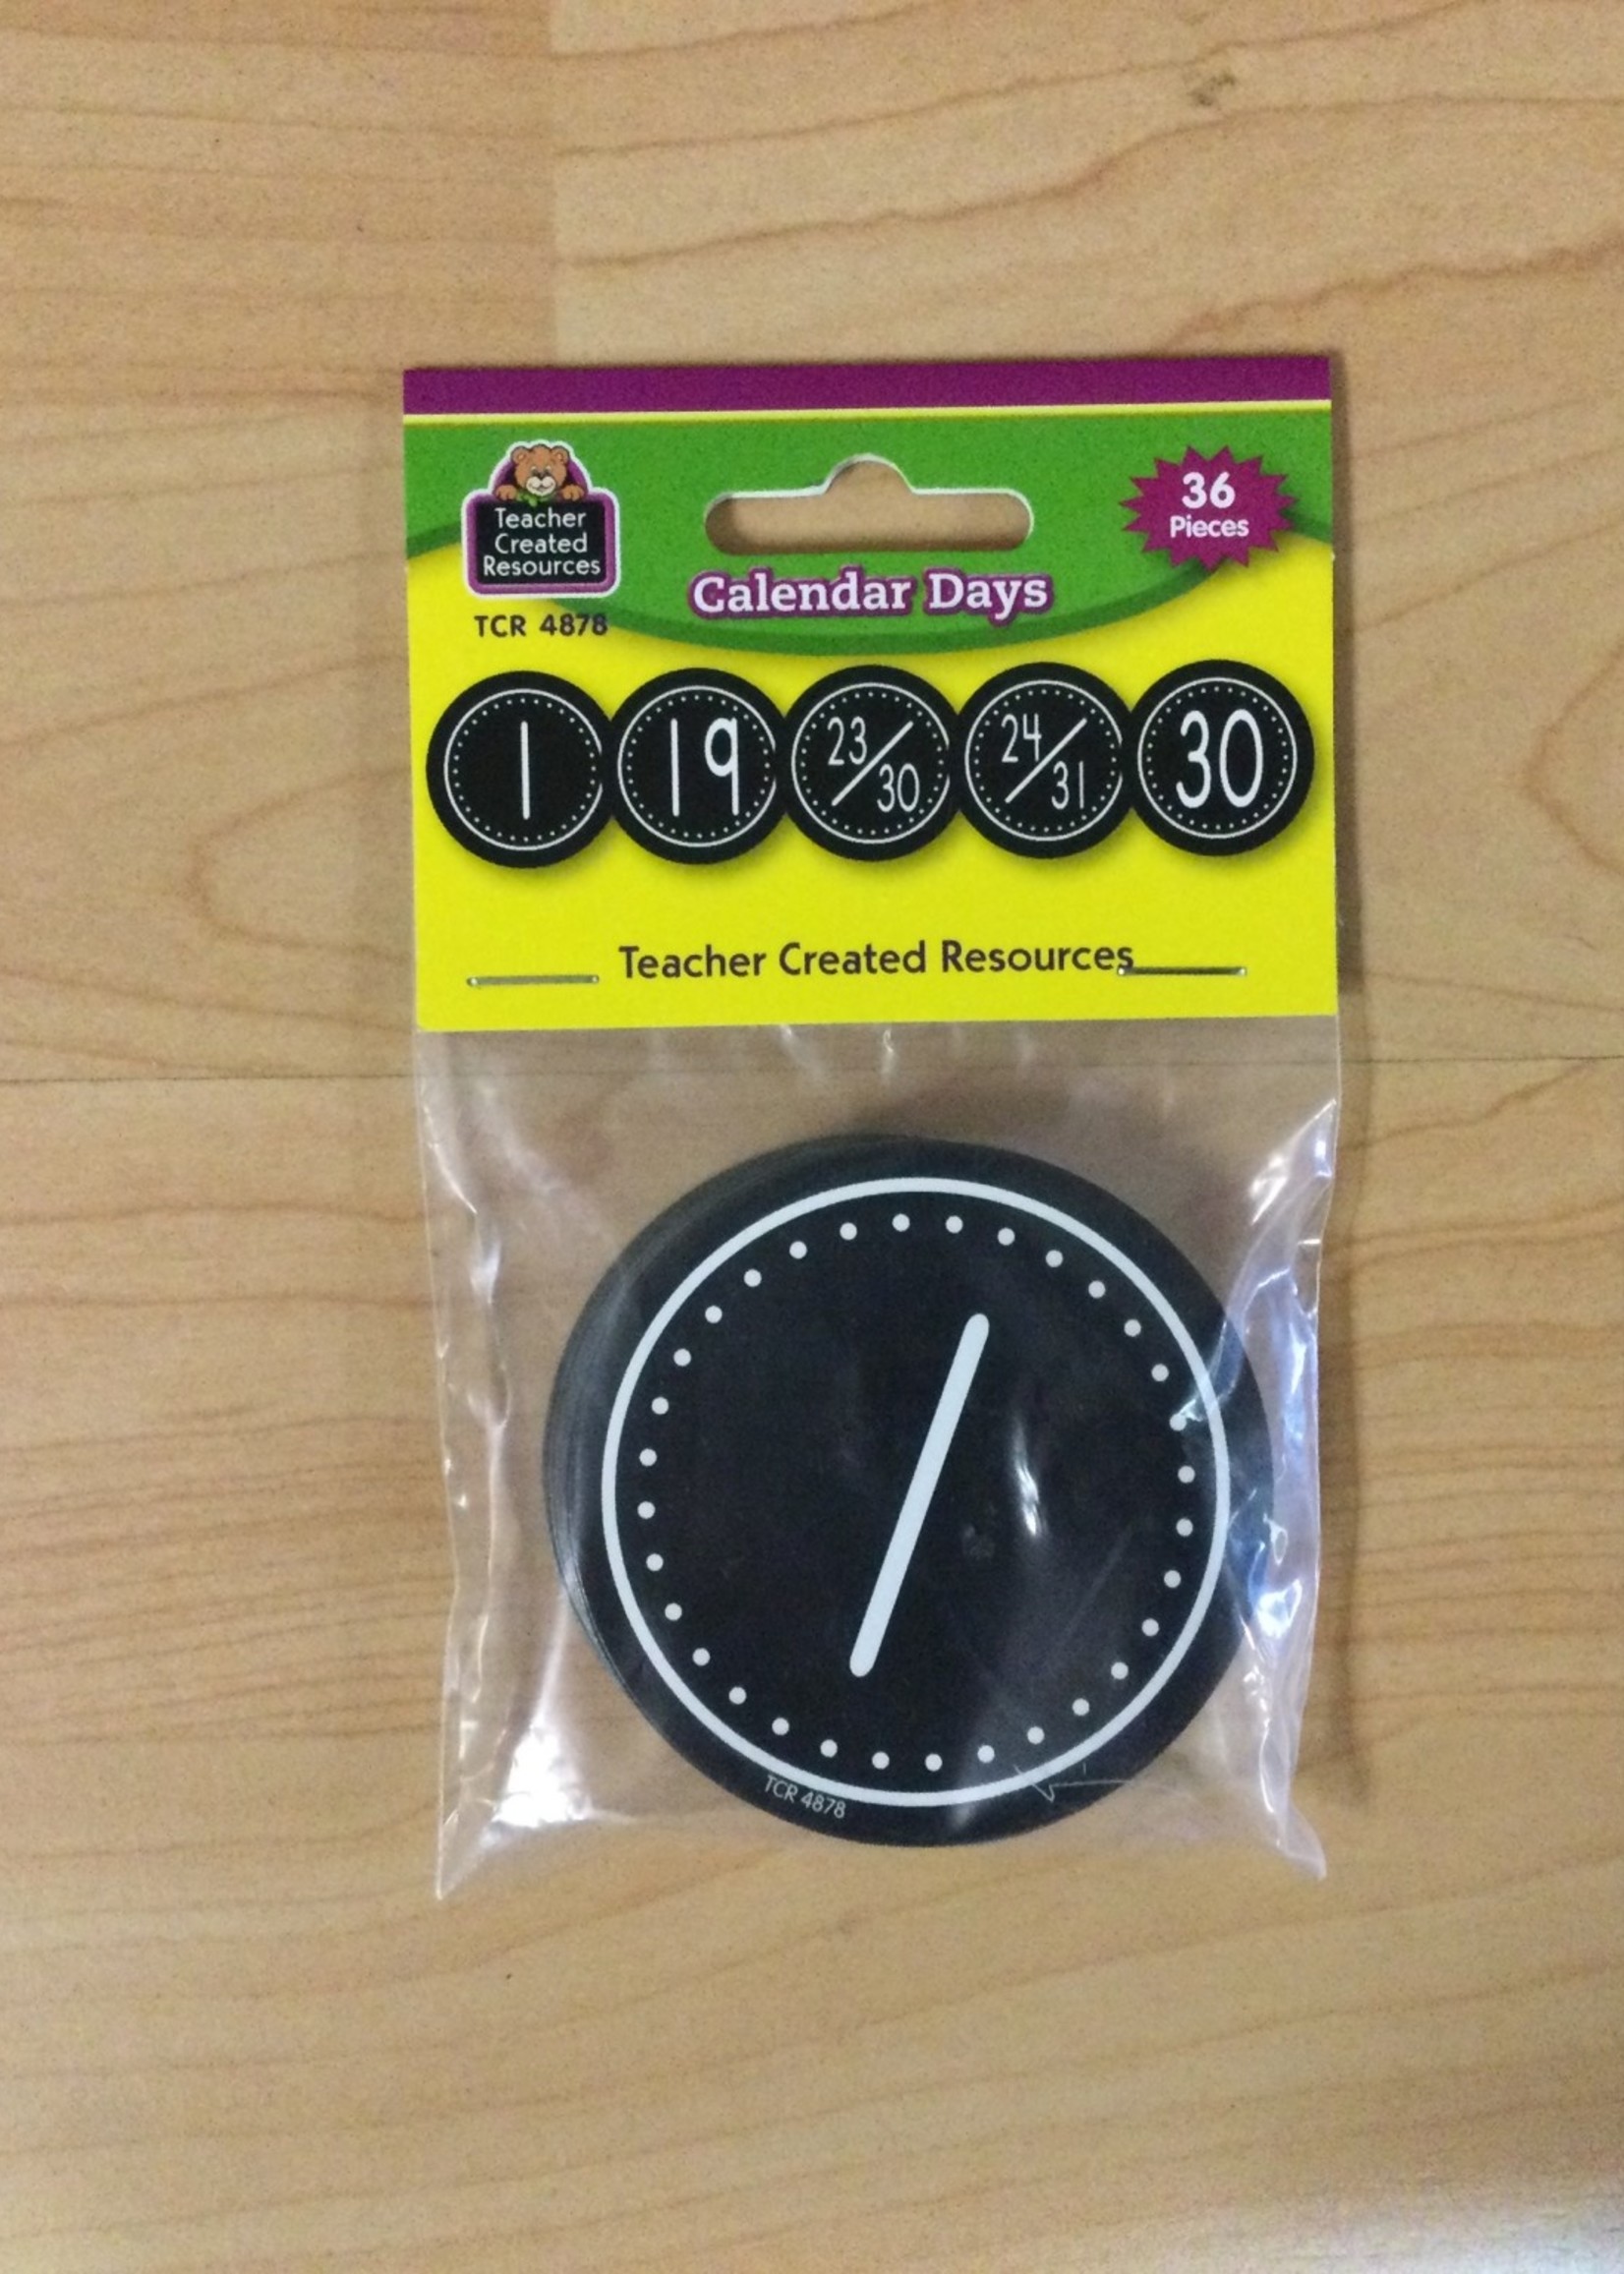 36
Pieces
Teacher
Created
Resources
Calendar Days
TCR 4878
1
19
23/30
24/31
30
Teacher Created Resources
1
TCR 4878